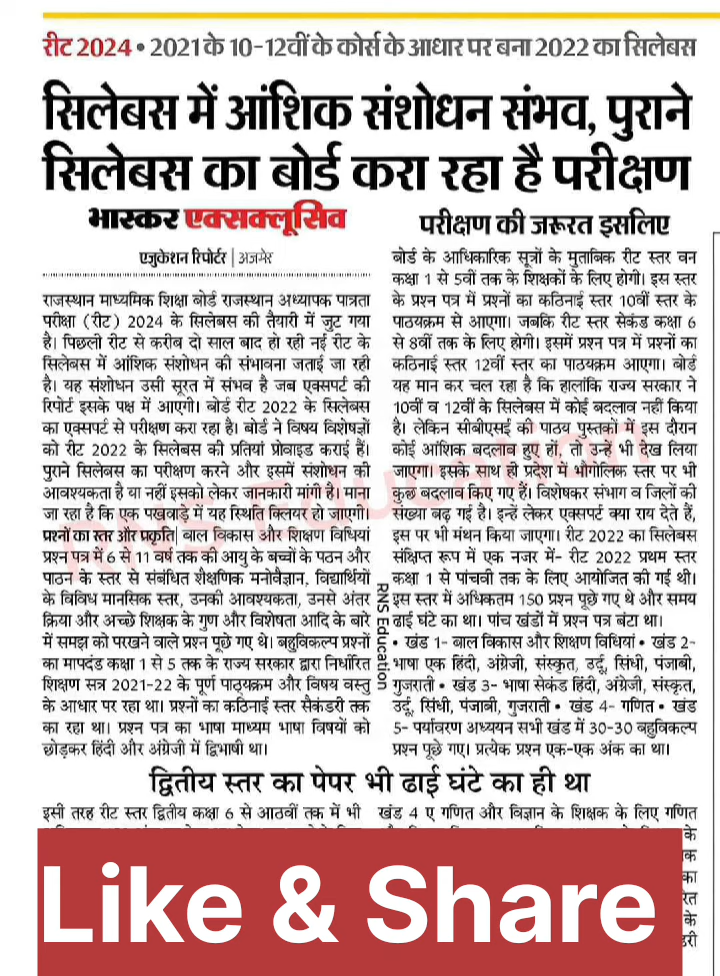 रीट 2024 • 2021 के 10-12वीं के कोर्स के आधार पर बना 2022 का सिलेबस
सिलेबस में आंशिक संशोधन संभव, पुराने
सिलेबस का बोर्ड करा रहा है परीक्षण
भास्कर एक्सक्लूसिव
एजुकेशन रिपोर्टर | अजमेर
राजस्थान माध्यमिक शिक्षा बोर्ड राजस्थान अध्यापक पात्रता
परीक्षा (रीट) 2024 के सिलेबस की तैयारी में जुट गया
है। पिछली रीट से करीब दो साल बाद हो रही नई रीट के
सिलेबस में आंशिक संशोधन की संभावना जताई जा रही
है। यह संशोधन उसी सूरत में संभव है जब एक्सपर्ट की
रिपोर्ट इसके पक्ष में आएगी। बोर्ड रीट 2022 के सिलेबस
का एक्सपर्ट से परीक्षण करा रहा है। बोर्ड ने विषय विशेषज्ञों
को रीट 2022 के सिलेबस की प्रतियां प्रोवाइड कराई हैं।
पुराने सिलेबस का परीक्षण करने और इसमें संशोधन की
आवश्यकता है या नहीं इसको लेकर जानकारी मांगी है। माना
जा रहा है कि एक पखवाड़े में यह स्थिति क्लियर हो जाएगी।
प्रश्नों का स्तर और प्रकृति| बाल विकास और शिक्षण विधियां
प्रश्न पत्र में 6 से 11 वर्ष तक की आयु के बच्चों के पठन और
पाठन के स्तर से संबंधित शैक्षणिक मनोवैज्ञान, विद्यार्थियों
के विविध मानसिक स्तर, उनकी आवश्यकता, उनसे अंतर
क्रिया और अच्छे शिक्षक के गुण और विशेषता आदि के बारे
में समझ को परखने वाले प्रश्न पूछे गए थे। बहुविकल्प प्रश्नों
का मापदंड कक्षा 1 से 5 तक के राज्य सरकार द्वारा निर्धारित
शिक्षण सत्र 2021-22 के पूर्ण पाठ्यक्रम और विषय वस्तु
के आधार पर रहा था। प्रश्नों का कठिनाई स्तर सैकंडरी तक
का रहा था। प्रश्न पत्र का भाषा माध्यम भाषा विषयों को
छोड़कर हिंदी और अंग्रेजी में द्विभाषी था।
परीक्षण की जरूरत इसलिए
बोर्ड के आधिकारिक सूत्रों के मुताबिक रीट स्तर वन
कक्षा 1 से 5वीं तक के शिक्षकों के लिए होगी। इस स्तर
के प्रश्न पत्र में प्रश्नों का कठिनाई स्तर 10वीं स्तर के
पाठयक्रम से आएगा। जबकि रीट स्तर सेकंड कक्षा 6
से 8वीं तक के लिए होगी। इसमें प्रश्न पत्र में प्रश्नों का
कठिनाई स्तर 12वीं स्तर का पाठयक्रम आएगा। बोर्ड
यह मान कर चल रहा है कि हालांकि राज्य सरकार ने
10वीं व 12वीं के सिलेबस में कोई बदलाव नहीं किया
है। लेकिन सीबीएसई की पाठय पुस्तकों में इस दौरान
कोई आंशिक बदलाव हुए हों, तो उन्हें भी देख लिया
जाएगा। इसके साथ ही प्रदेश में भौगोलिक स्तर पर भी
कुछ बदलाव किए गए हैं। विशेषकर संभाग व जिलों की
संख्या बढ़ गई है। इन्हें लेकर एक्सपर्ट क्या राय देते हैं,
इस पर भी मंथन किया जाएगा। रीट 2022 का सिलेबस
संक्षिप्त रूप में एक नजर में- रीट 2022 प्रथम स्तर
कक्षा 1 से पांचवी तक के लिए आयोजित की गई थी।
इस स्तर में अधिकतम 150 प्रश्न पूछे गए थे और समय
ढाई घंटे का था। पांच खंडों में प्रश्न पत्र बंटा था।
• खंड 1- बाल विकास और शिक्षण विधियां • खंड 2-
भाषा एक हिंदी, अंग्रेजी, संस्कृत, उर्दू, सिंधी, पंजाबी,
गुजराती • खंड 3- भाषा सेकंड हिंदी, अंग्रेजी, संस्कृत,
उर्दू, सिंधी, पंजाबी, गुजराती • खंड 4- गणित • खंड
5- पर्यावरण अध्ययन सभी खंड में 30-30 बहुविकल्प
प्रश्न पूछे गए। प्रत्येक प्रश्न एक-एक अंक का था।
RNS Education
RNS Education
द्वितीय स्तर का पेपर भी ढाई घंटे का ही था
इसी तरह रीट स्तर द्वितीय कक्षा 6 से आठवीं तक में भी
खंड 4 ए गणित और विज्ञान के शिक्षक के लिए गणित
के
का
के
Like & Share